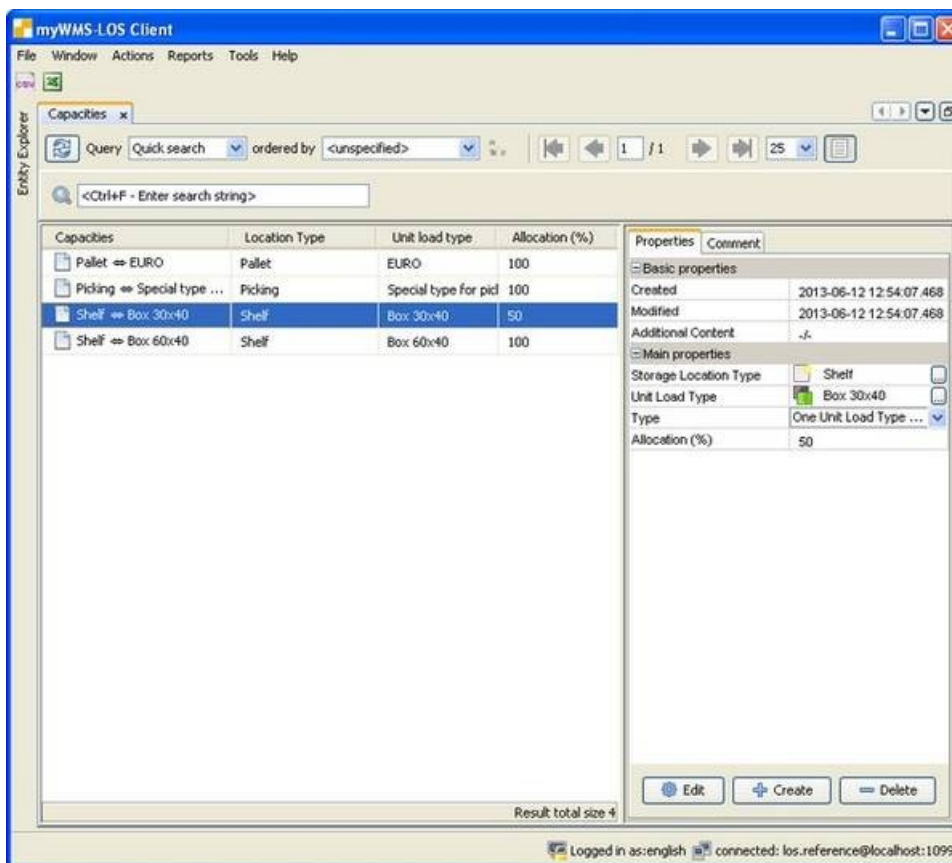 myWMS-LOS Client
File Window Actions Reports Tools Help
CSV
Entity Explorer
Capacities x
Query Quick search ordered by <unspecified> 1 / 1 25
<Ctrl+F - Enter search string>
Capacities Location Type Unit load type Allocation (%)
Pallet ⇔ EURO Pallet EURO 100
Picking ⇔ Special type ... Picking Special type for picl 100
Shelf ⇔ Box 30x40 Shelf Box 30x40 50
Shelf ⇔ Box 60x40 Shelf Box 60x40 100
Result total size 4
Properties Comment
Basic properties
Created 2013-06-12 12:54:07.468
Modified 2013-06-12 12:54:07.468
Additional Content -/-
Main properties
Storage Location Type Shelf ...
Unit Load Type Box 30x40 ...
Type One Unit Load Type ...
Allocation (%) 50
Edit Create Delete
Logged in as:english connected: los.reference@localhost:1099